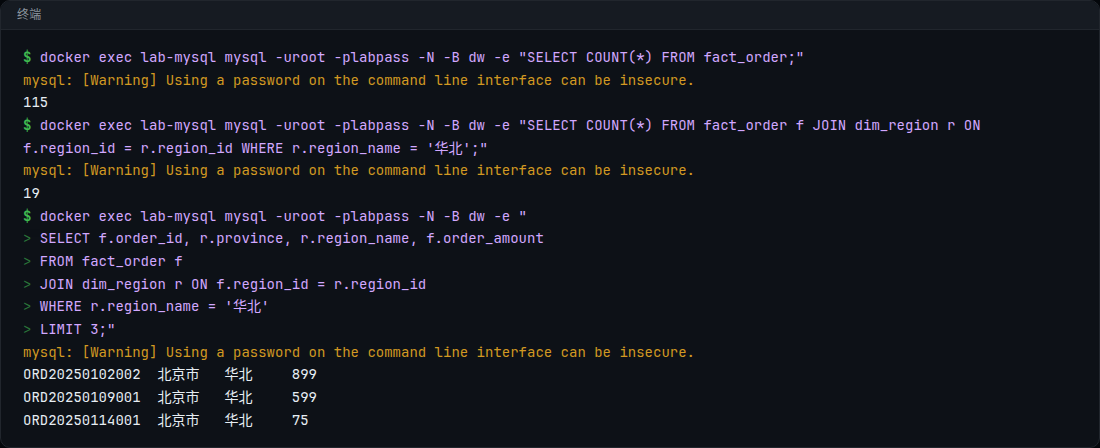 终端
$ docker exec lab-mysql mysql -uroot -plabpass -N -B dw -e "SELECT COUNT(*) FROM fact_order;"
mysql: [Warning] Using a password on the command line interface can be insecure.
115
$ docker exec lab-mysql mysql -uroot -plabpass -N -B dw -e "SELECT COUNT(*) FROM fact_order f JOIN dim_region r ON
f.region_id = r.region_id WHERE r.region_name = '华北';"
mysql: [Warning] Using a password on the command line interface can be insecure.
19
$ docker exec lab-mysql mysql -uroot -plabpass -N -B dw -e "
> SELECT f.order_id, r.province, r.region_name, f.order_amount
> FROM fact_order f
> JOIN dim_region r ON f.region_id = r.region_id
> WHERE r.region_name = '华北'
> LIMIT 3;"
mysql: [Warning] Using a password on the command line interface can be insecure.
ORD20250102002 北京市 华北 899
ORD20250109001 北京市 华北 599
ORD20250114001 北京市 华北 75